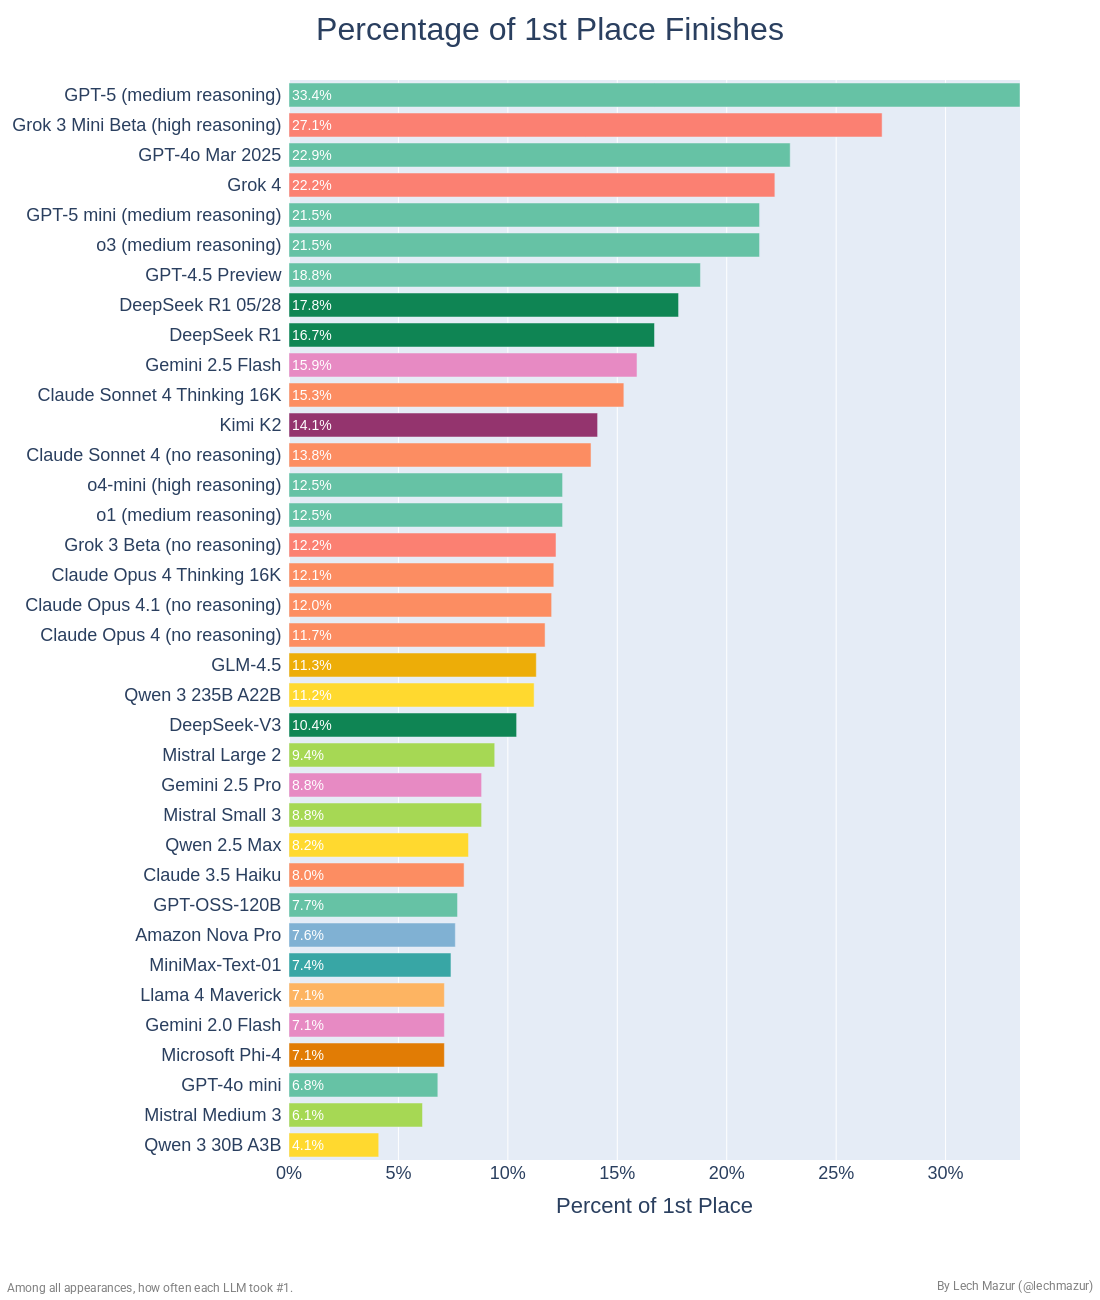 Percentage of 1st Place Finishes
GPT-5 (medium reasoning) 33.4%
Grok 3 Mini Beta (high reasoning) 27.1%
GPT-4o Mar 2025 22.9%
Grok 4 22.2%
GPT-5 mini (medium reasoning) 21.5%
o3 (medium reasoning) 21.5%
GPT-4.5 Preview 18.8%
DeepSeek R1 05/28 17.8%
DeepSeek R1 16.7%
Gemini 2.5 Flash 15.9%
Claude Sonnet 4 Thinking 16K 15.3%
Kimi K2 14.1%
Claude Sonnet 4 (no reasoning) 13.8%
o4-mini (high reasoning) 12.5%
o1 (medium reasoning) 12.5%
Grok 3 Beta (no reasoning) 12.2%
Claude Opus 4 Thinking 16K 12.1%
Claude Opus 4.1 (no reasoning) 12.0%
Claude Opus 4 (no reasoning) 11.7%
GLM-4.5 11.3%
Qwen 3 235B A22B 11.2%
DeepSeek-V3 10.4%
Mistral Large 2 9.4%
Gemini 2.5 Pro 8.8%
Mistral Small 3 8.8%
Qwen 2.5 Max 8.2%
Claude 3.5 Haiku 8.0%
GPT-OSS-120B 7.7%
Amazon Nova Pro 7.6%
MiniMax-Text-01 7.4%
Llama 4 Maverick 7.1%
Gemini 2.0 Flash 7.1%
Microsoft Phi-4 7.1%
GPT-4o mini 6.8%
Mistral Medium 3 6.1%
Qwen 3 30B A3B 4.1%
0% 5% 10% 15% 20% 25% 30%
Percent of 1st Place
Among all appearances, how often each LLM took #1.
By Lech Mazur (@lechmazur)